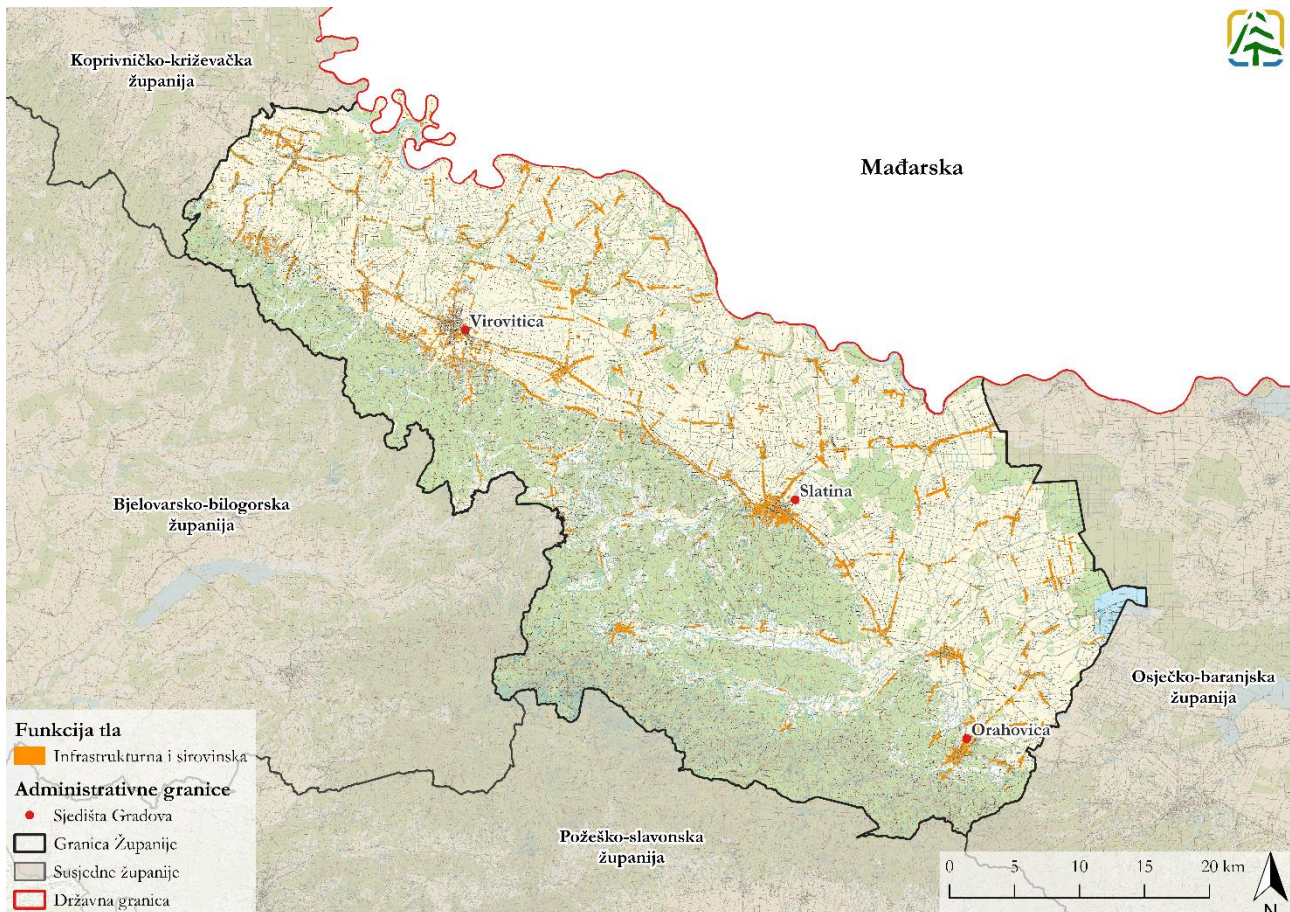 Koprivničko-križevačka
županija
Mađarska
Virovitica
Slatina
Bjelovarsko-bilogorska
županija
Osječko-baranjska
županija
Orahovica
Požeško-slavonska
županija
Funkcija tla
Infrastrukturna i sirovinska
Administrativne granice
Sjedišta Gradova
Granica Županije
Susjedne županije
Državna granica
0 5 10 15 20 km
N